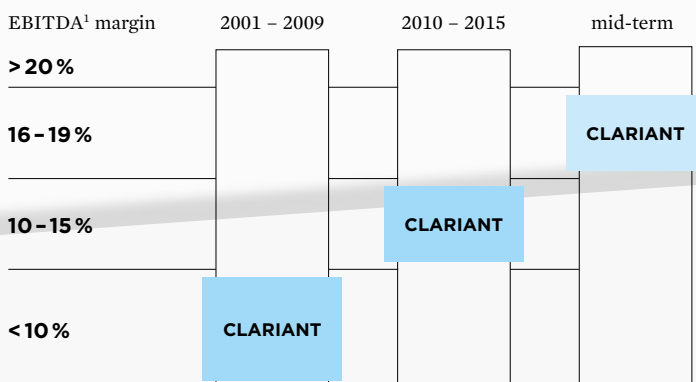 EBITDA¹ margin 2001 – 2009 2010 – 2015 mid-term
> 20 %
16 – 19 % CLARIANT
10 – 15 % CLARIANT
< 10 % CLARIANT